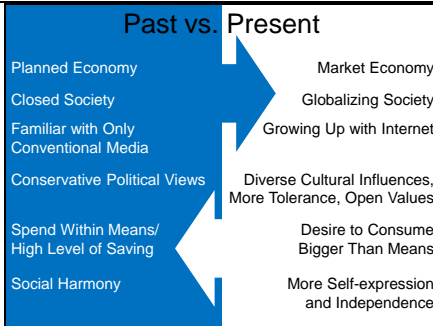 Past vs. Present
Planned Economy
Market Economy
Closed Society
Globalizing Society
Familiar with Only
Conventional Media
Growing Up with Internet
Conservative Political Views
Diverse Cultural Influences,
More Tolerance, Open Values
Spend Within Means/
High Level of Saving
Desire to Consume
Bigger Than Means
Social Harmony
More Self-expression
and Independence